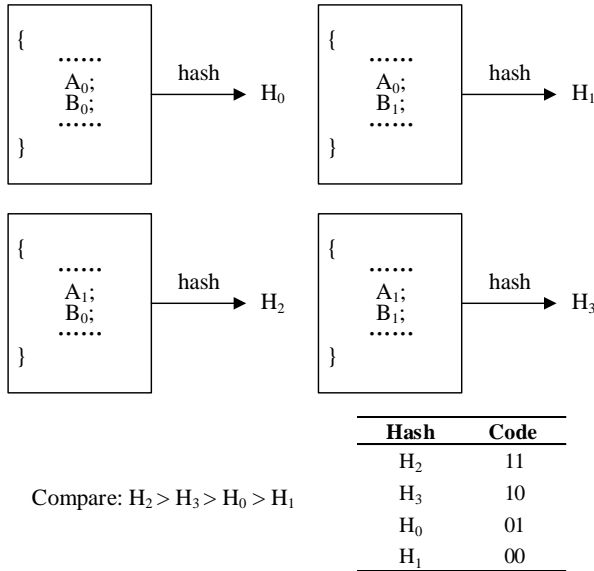 {
......
A₀;
B₀;
......
}
hash
H₀
{
......
A₀;
B₁;
......
}
hash
H₁
{
......
A₁;
B₀;
......
}
hash
H₂
{
......
A₁;
B₁;
......
}
hash
H₃
Compare: H₂ > H₃ > H₀ > H₁
Hash Code
H₂ 11
H₃ 10
H₀ 01
H₁ 00